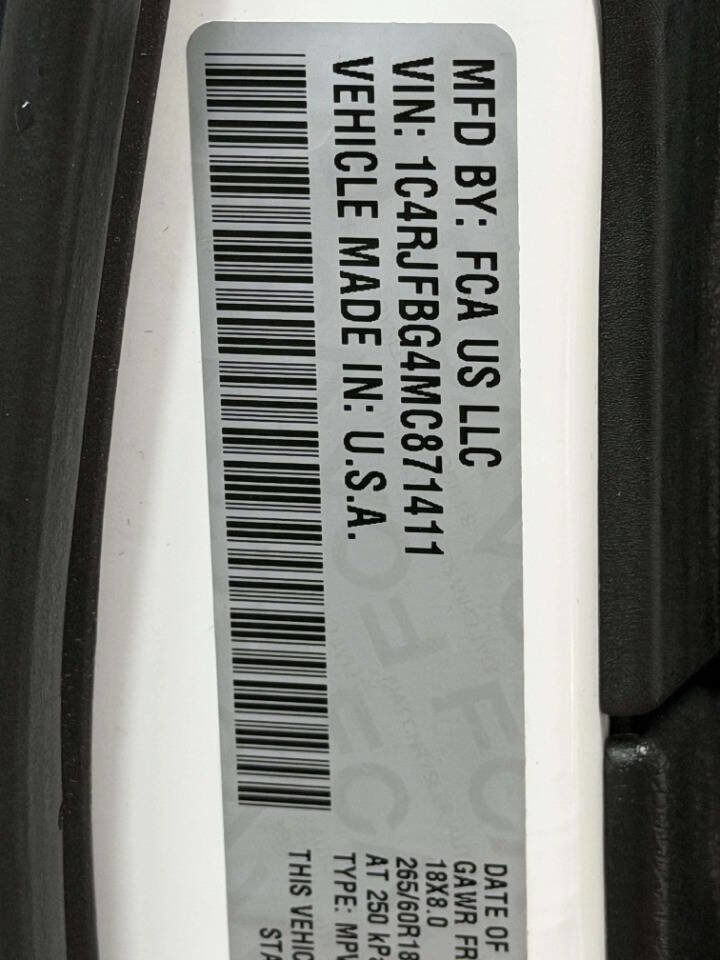 MFD BY: FCA US LLC
VIN: 1C4RJFBG4MC871411
VEHICLE MADE IN: U.S.A.
DATE OF
GAWR FR
18X8.0
265/60R18
AT 250 kPa
TYPE: MPV
THIS VEHIC
STA